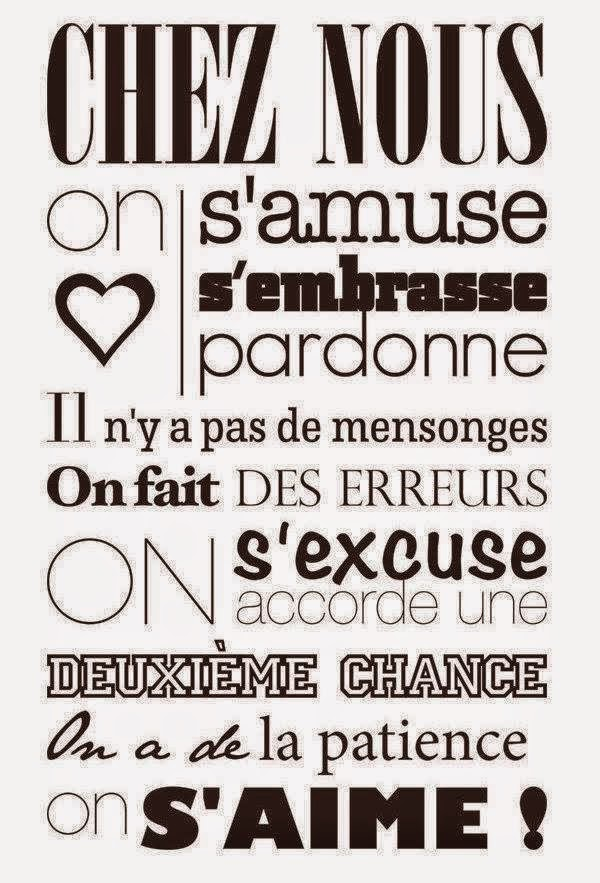 CHEZ NOUS
on s'amuse
s'embrasse
pardonne
Il n'y a pas de mensonges
On fait DES ERREURS
ON s'excuse
accorde une
DEUXIÈME CHANCE
On a de la patience
on S'AIME !